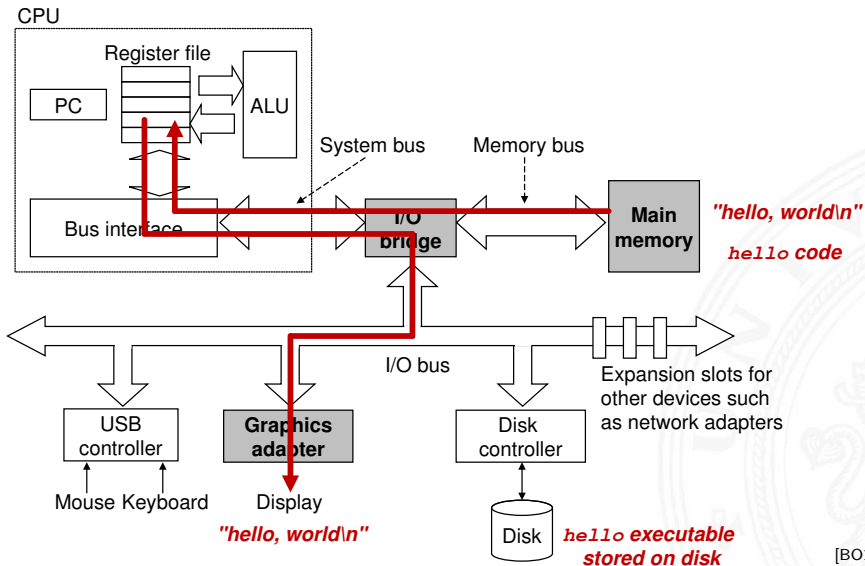 CPU
Register file
PC
ALU
System bus
Memory bus
Bus interface
I/O
bridge
Main
memory
"hello, world\n"
hello code
I/O bus
Expansion slots for
other devices such
as network adapters
USB
controller
Graphics
adapter
Disk
controller
Mouse Keyboard
Display
"hello, world\n"
Disk
hello executable
stored on disk